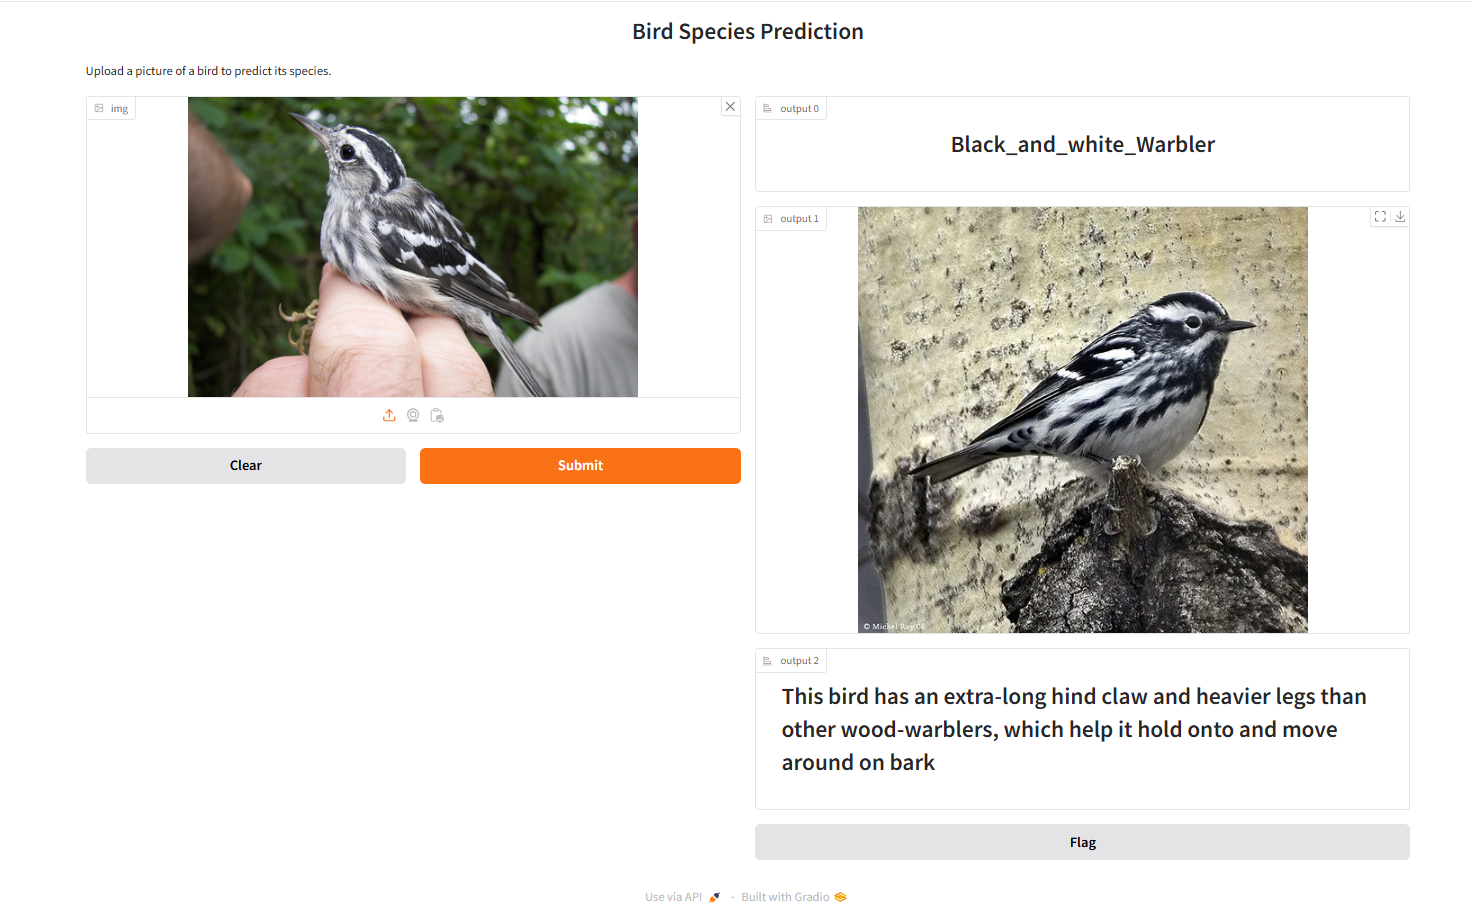 Bird Species Prediction
Upload a picture of a bird to predict its species.
img
Clear
Submit
output 0
Black_and_white_Warbler
output 1
© Michel Roy 08
output 2
This bird has an extra-long hind claw and heavier legs than
other wood-warblers, which help it hold onto and move
around on bark
Flag
Use via API · Built with Gradio